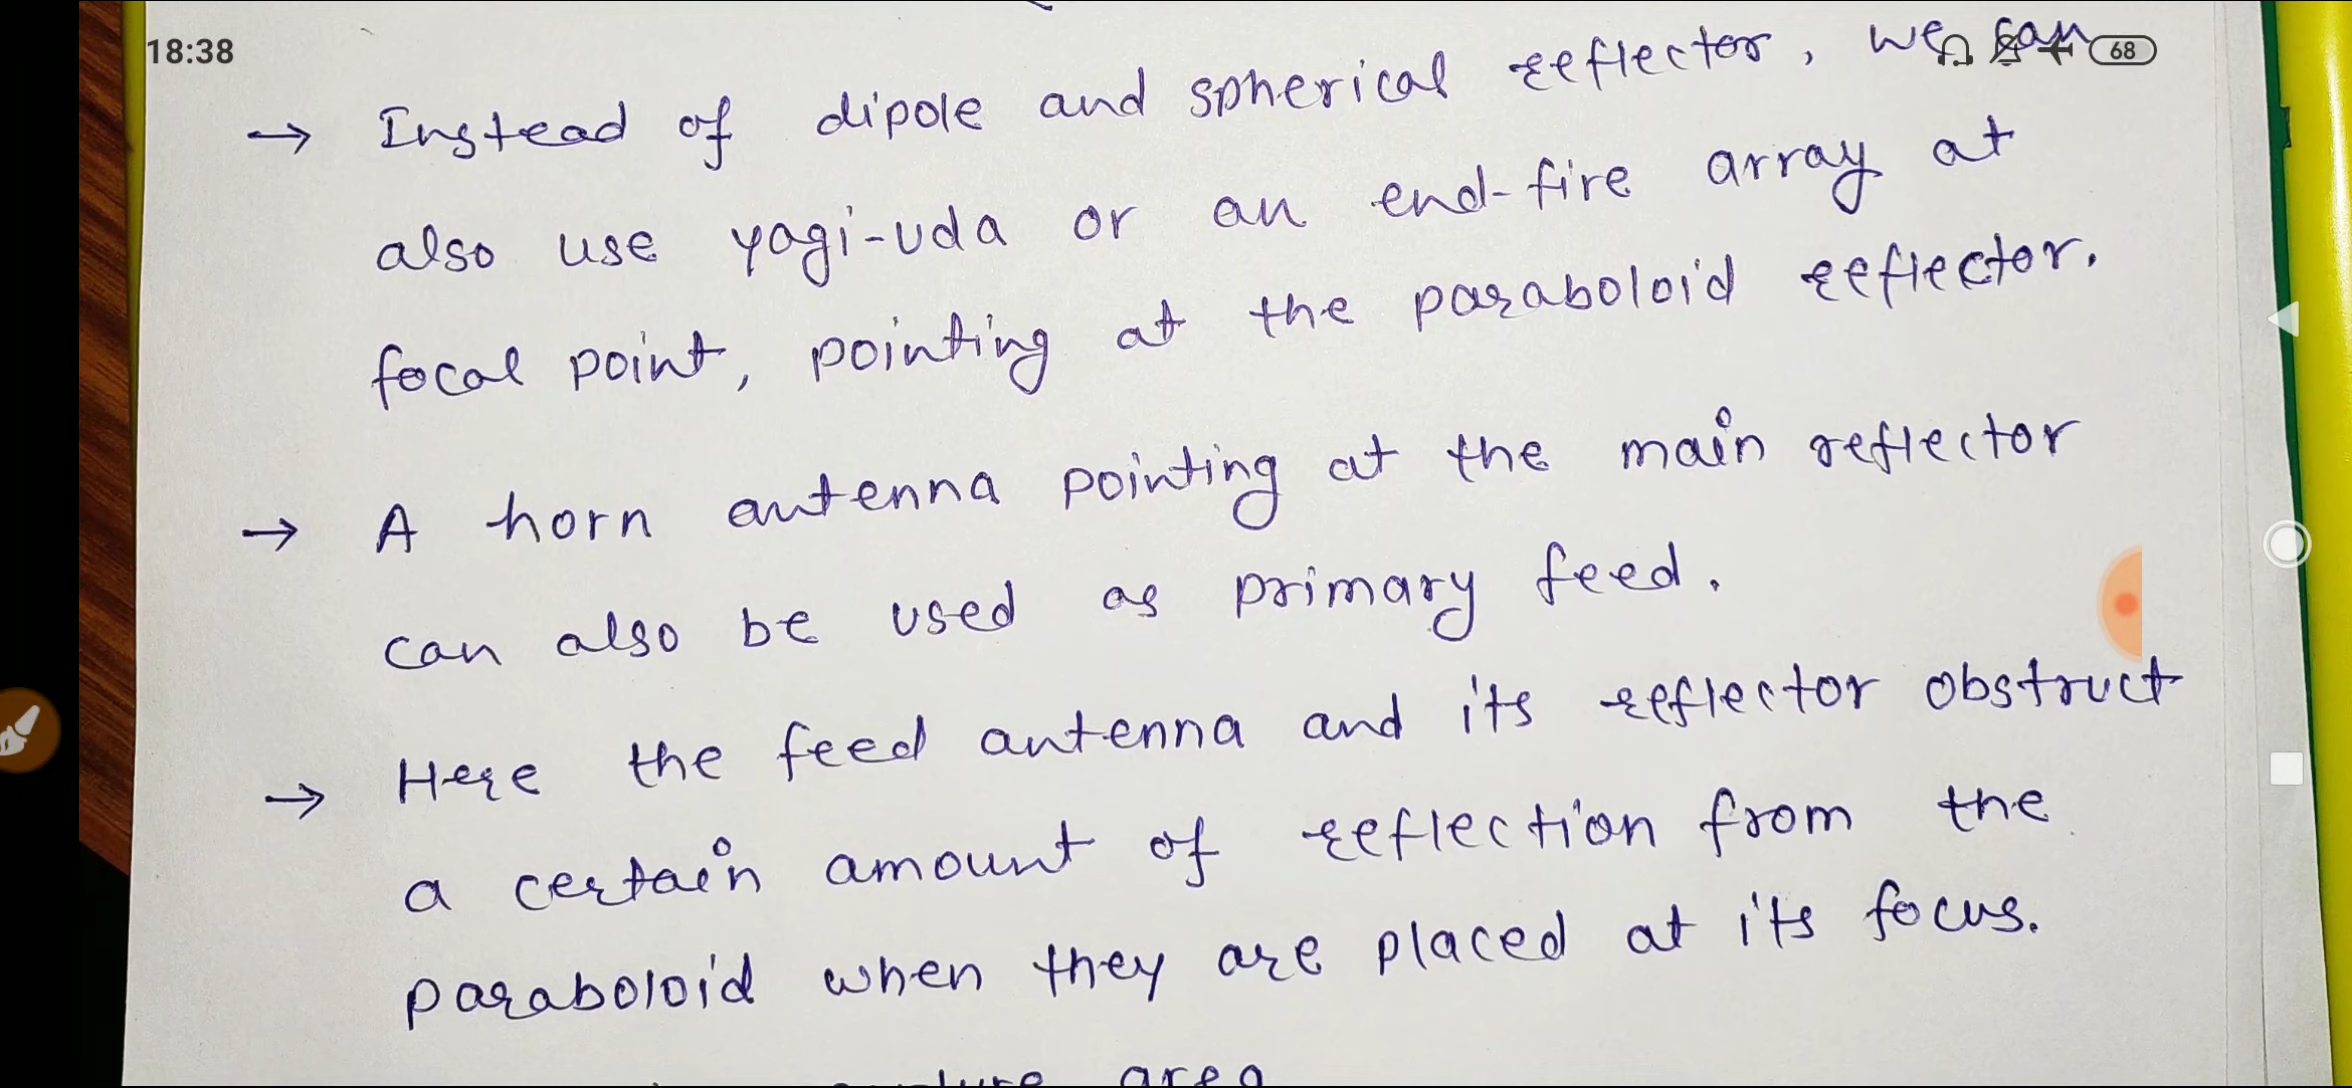 18:38
68
→ Instead of dipole and spherical reflector, we can
also use yagi-uda or an end-fire array at
focal point, pointing at the paraboloid reflector.
→ A horn antenna pointing at the main reflector
can also be used as primary feed.
→ Here the feed antenna and its reflector obstruct
a certain amount of reflection from the
paraboloid when they are placed at its focus.
area